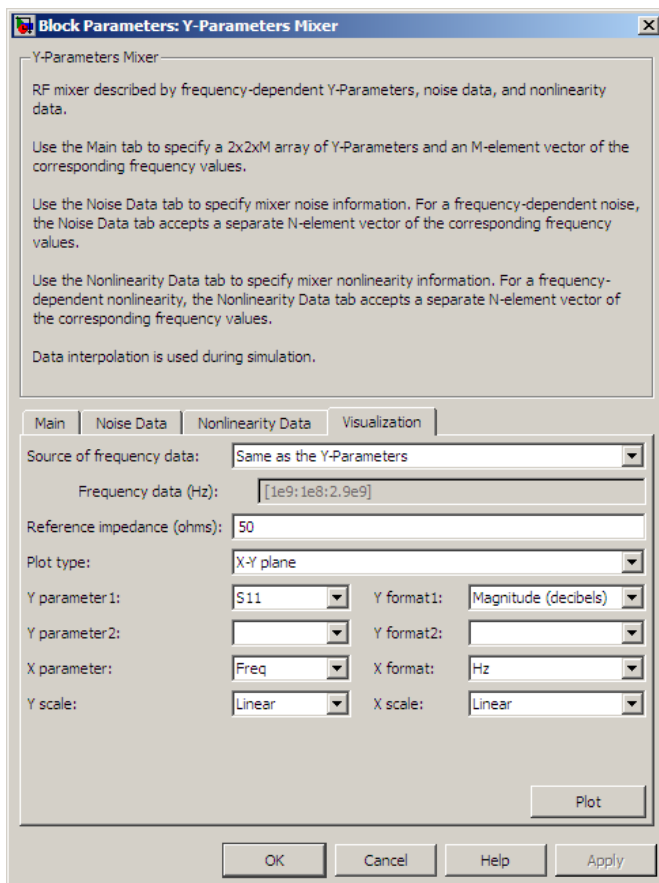 Block Parameters: Y-Parameters Mixer
Y-Parameters Mixer
RF mixer described by frequency-dependent Y-Parameters, noise data, and nonlinearity
data.
Use the Main tab to specify a 2x2xM array of Y-Parameters and an M-element vector of the
corresponding frequency values.
Use the Noise Data tab to specify mixer noise information. For a frequency-dependent noise,
the Noise Data tab accepts a separate N-element vector of the corresponding frequency
values.
Use the Nonlinearity Data tab to specify mixer nonlinearity information. For a frequency-
dependent nonlinearity, the Nonlinearity Data tab accepts a separate N-element vector of
the corresponding frequency values.
Data interpolation is used during simulation.
Main Noise Data Nonlinearity Data Visualization
Source of frequency data: Same as the Y-Parameters
Frequency data (Hz): [1e9:1e8:2.9e9]
Reference impedance (ohms): 50
Plot type: X-Y plane
Y parameter1: S11 Y format1: Magnitude (decibels)
Y parameter2: Y format2:
X parameter: Freq X format: Hz
Y scale: Linear X scale: Linear
Plot
OK Cancel Help Apply